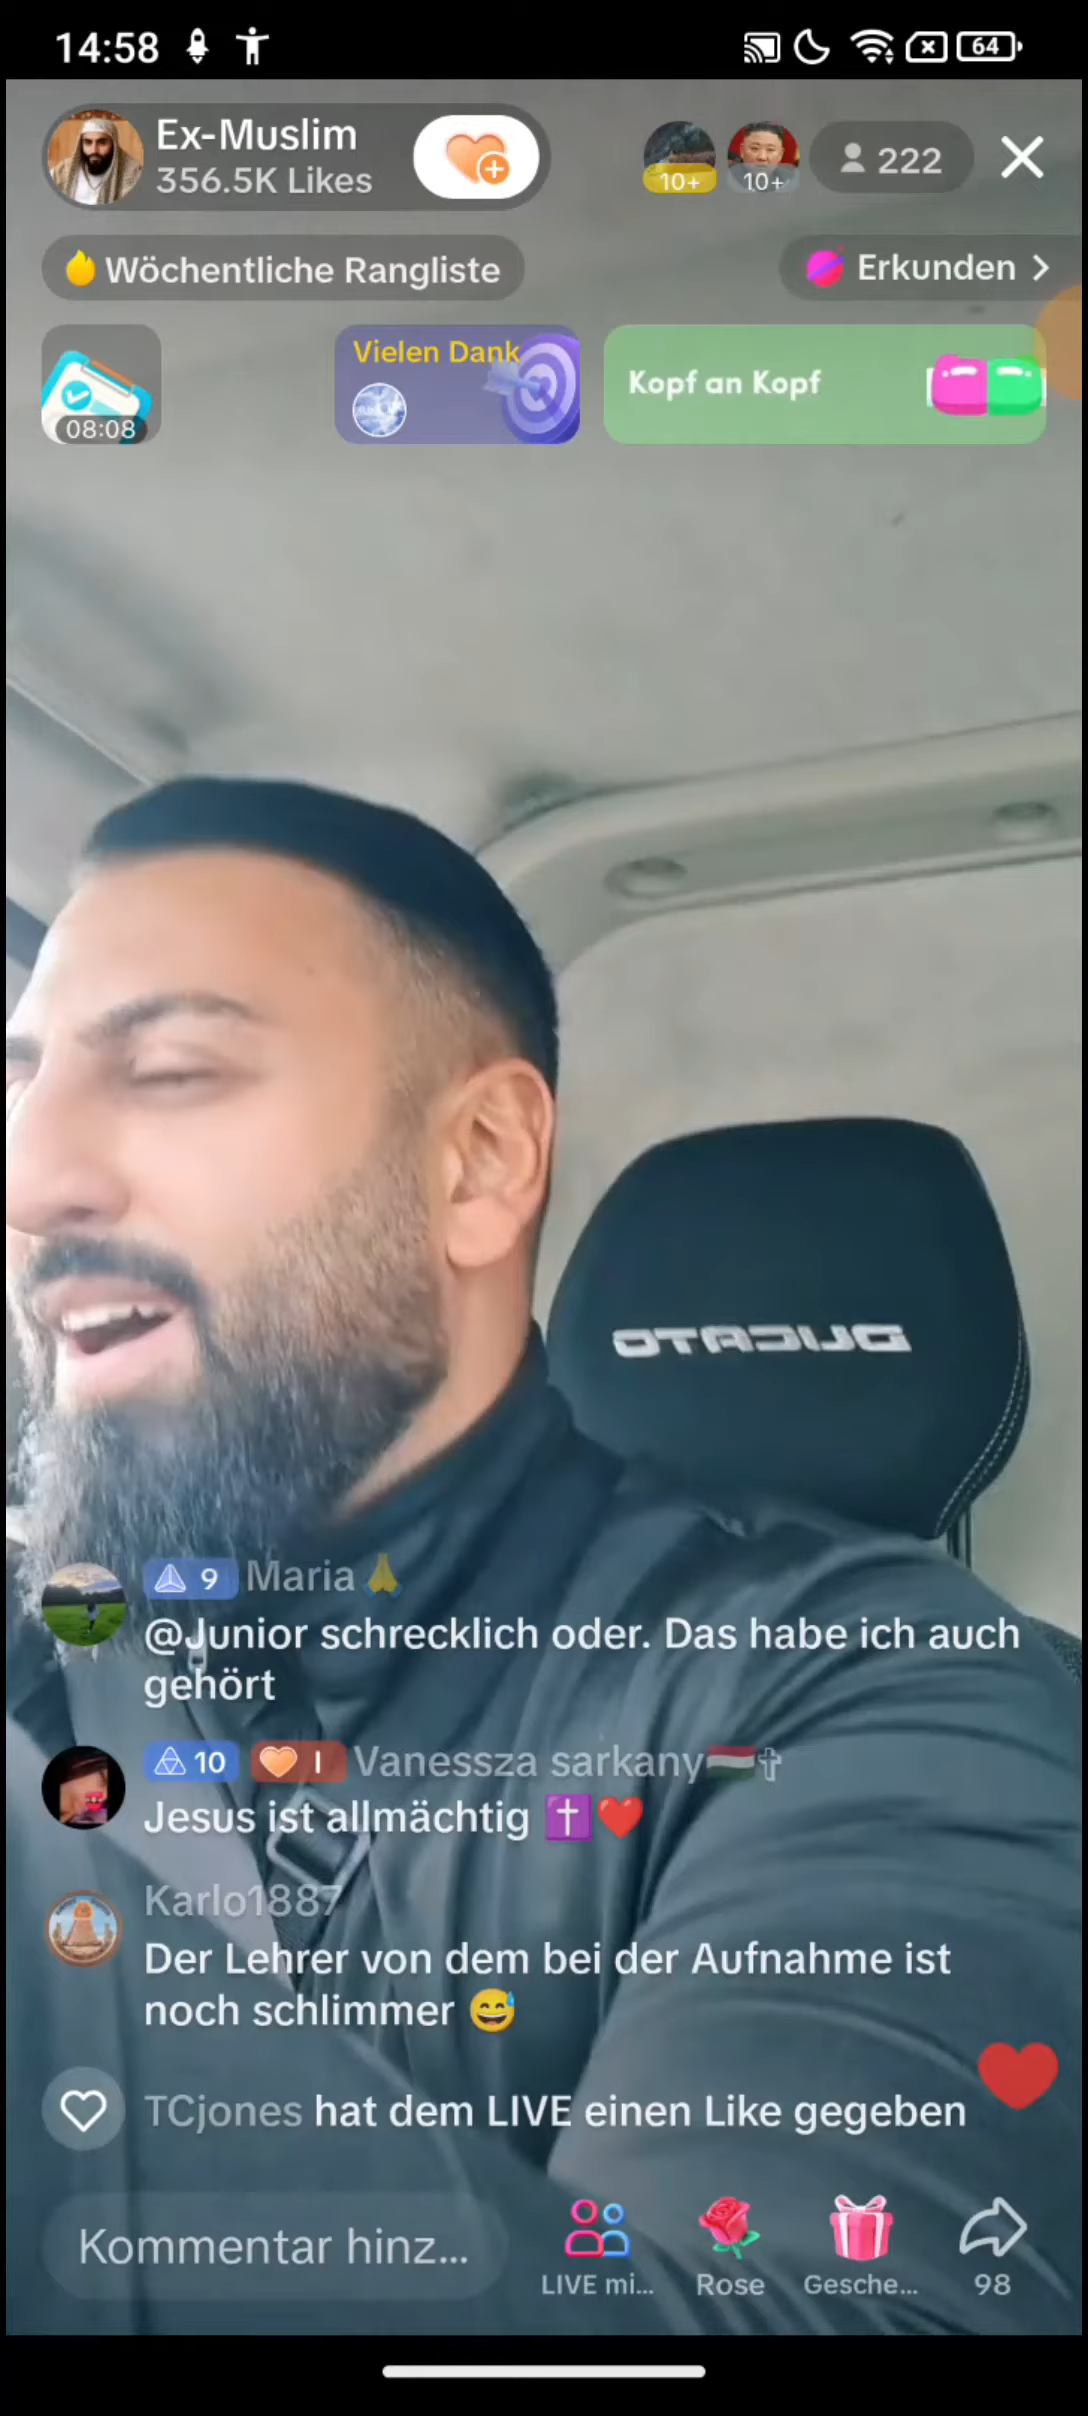 14:58
64
Ex-Muslim
356.5K Likes
10+
10+
222
Wöchentliche Rangliste
Erkunden
08:08
Vielen Dank
Kopf an Kopf
DUCATO
9 Maria
@Junior schrecklich oder. Das habe ich auch
gehört
10 I Vanessza sarkany
Jesus ist allmächtig
Karlo1887
Der Lehrer von dem bei der Aufnahme ist
noch schlimmer
TCjones hat dem LIVE einen Like gegeben
Kommentar hinz...
LIVE mi...
Rose
Gesche...
98